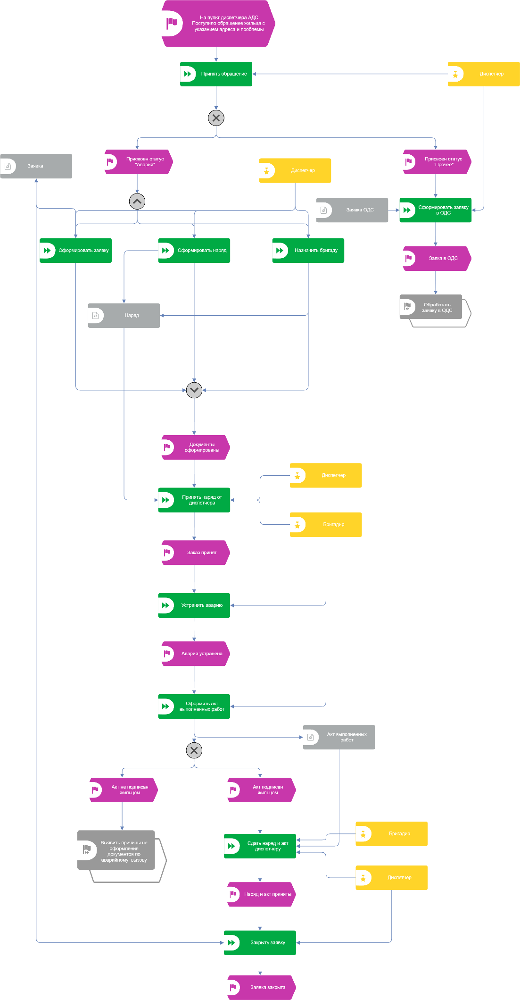 На пульт диспетчера АДС
Поступило обращение жильца с
указанием адреса и проблемы
Принять обращение
Диспетчер
Присвоен статус
"Авария"
Присвоен статус
"Прочее"
Заявка
Диспетчер
Заявка ОДС
Сформировать заявку
в ОДС
Сформировать заявку
Сформировать наряд
Назначить бригаду
Заяка в ОДС
Обработать
заявку в ОДС
Наряд
Документы
сформированы
Диспетчер
Принять наряд от
диспетчера
Бригадир
Заказ принят
Устранить аварию
Авария устранена
Оформить акт
выполненных работ
Акт выполненных
работ
Акт не подписан
жильцом
Акт подписан
жильцом
Выявить причины не
оформления
документов по
аварийному вызову
Сдать наряд и акт
диспетчеру
Бригадир
Диспетчер
Наряд и акт приняты
Закрыть заявку
Заявка закрыта